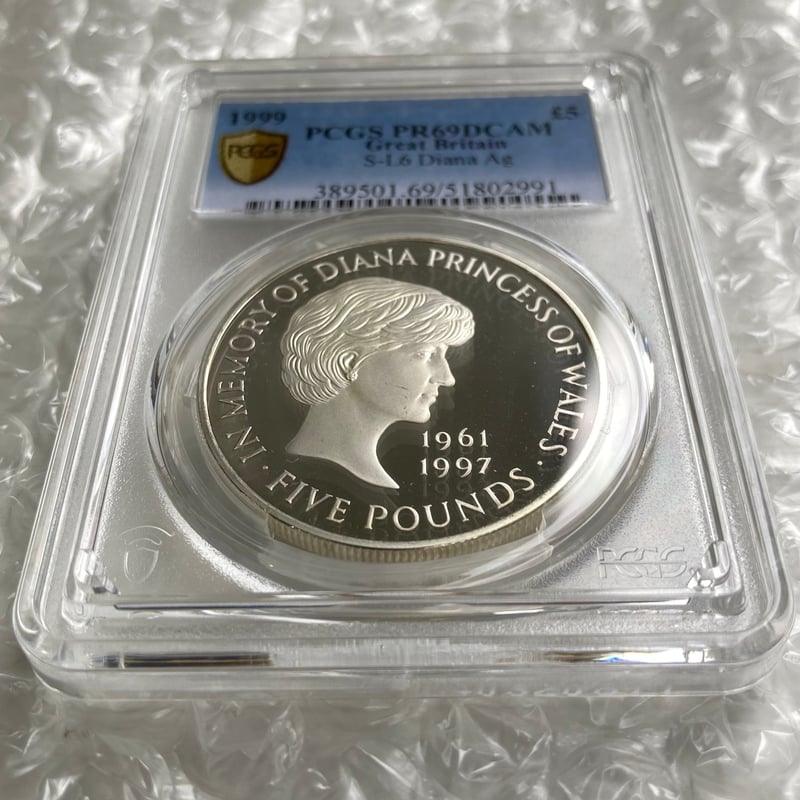 1999 £5
PCGS PR69DCAM
Great Britain
S-L6 Diana Ag
389501.69/51802991
PCGS
IN MEMORY OF DIANA PRINCESS OF WALES
1961
1997
· FIVE POUNDS ·
PCGS